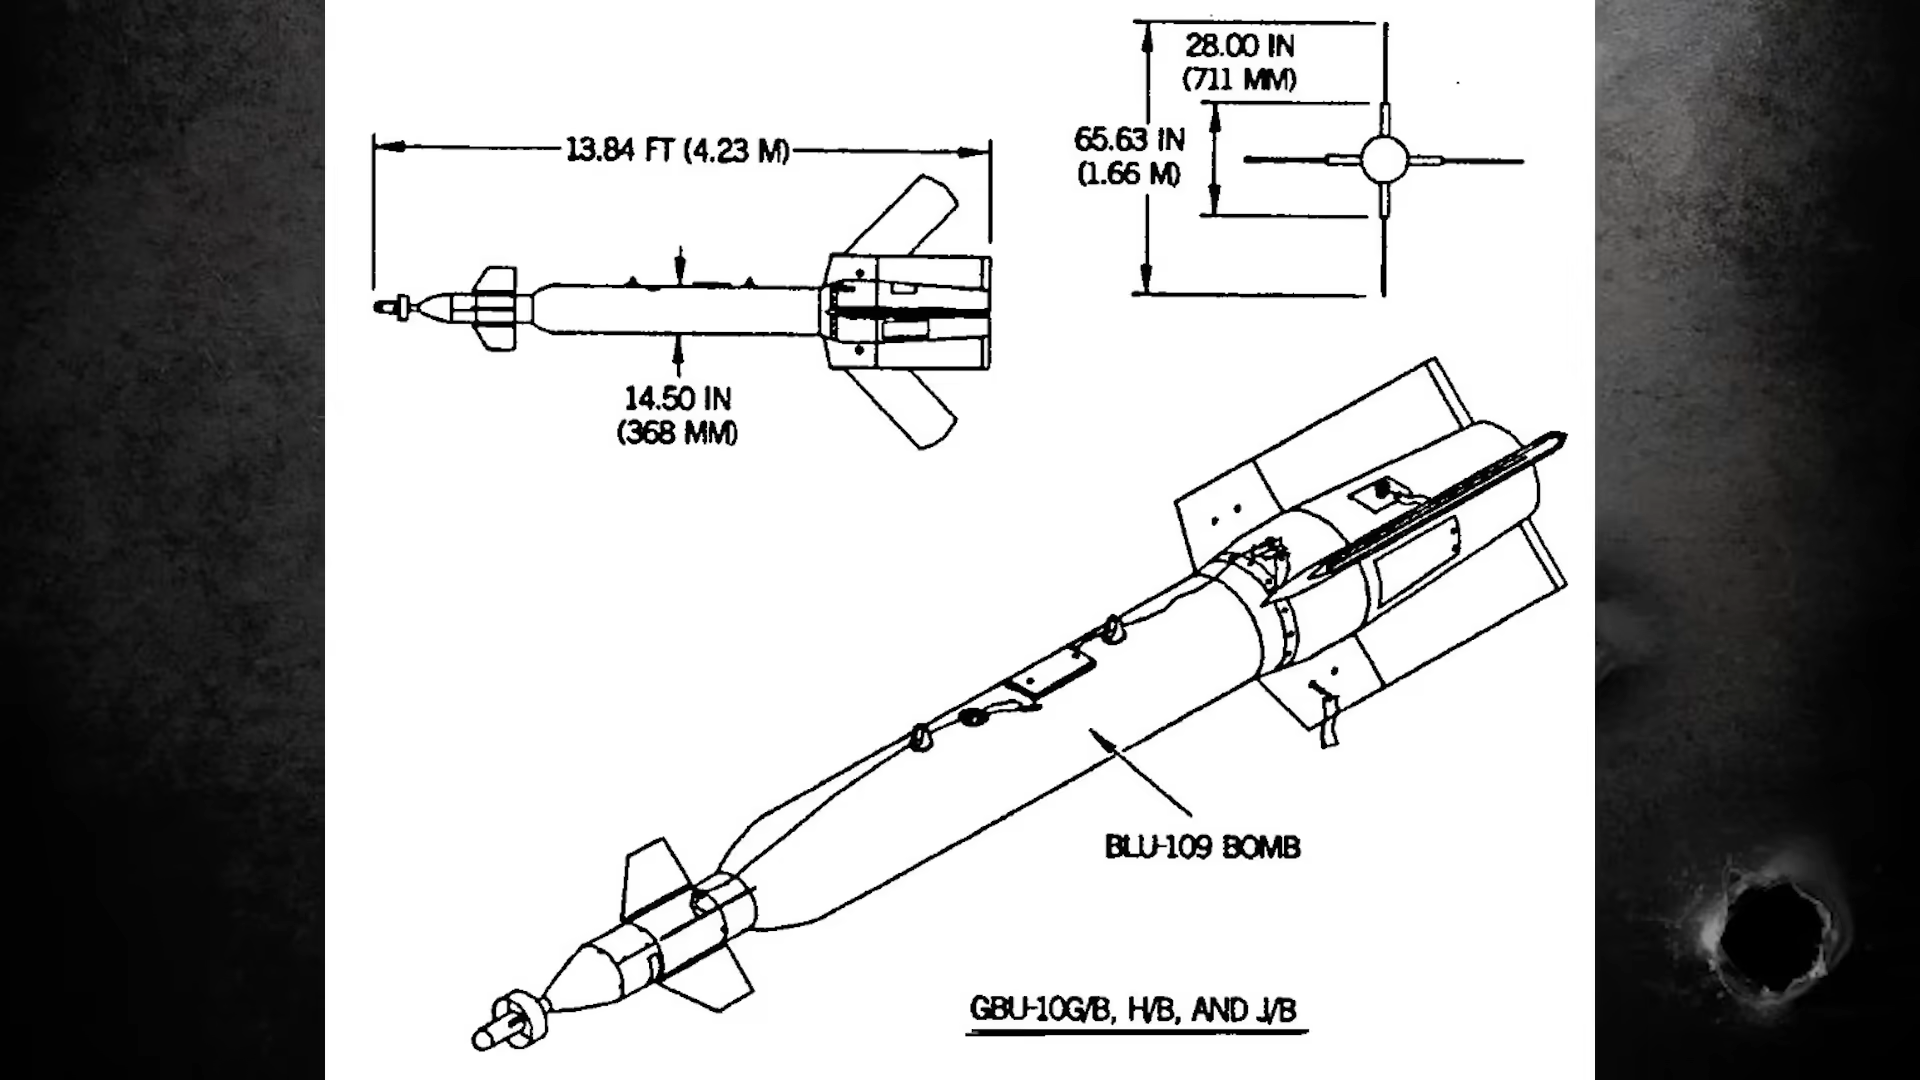 28.00 IN
(711 MM)
13.84 FT (4.23 M)
65.63 IN
(1.66 M)
14.50 IN
(368 MM)
BLU-109 BOMB
GBU-10G/B, H/B, AND J/B